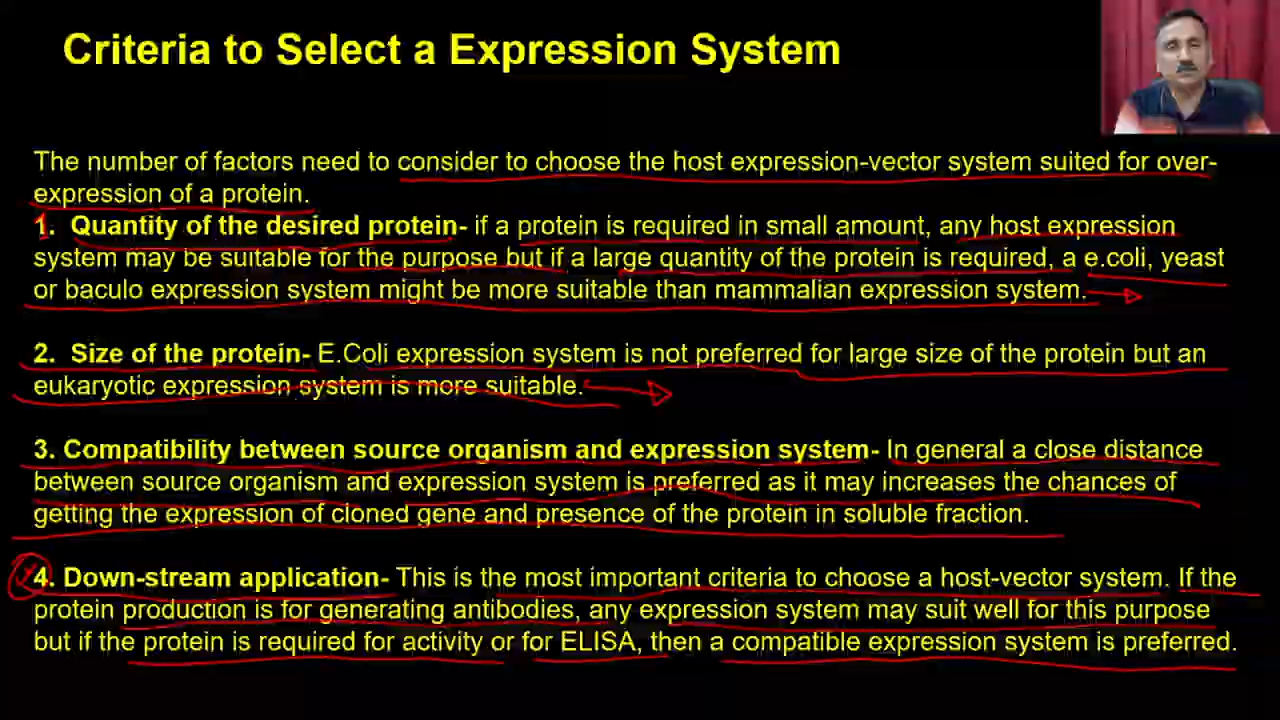 Criteria to Select a Expression System
The number of factors need to consider to choose the host expression-vector system suited for over-
expression of a protein.
1. Quantity of the desired protein- if a protein is required in small amount, any host expression
system may be suitable for the purpose but if a large quantity of the protein is required, a e.coli, yeast
or baculo expression system might be more suitable than mammalian expression system.
2. Size of the protein- E.Coli expression system is not preferred for large size of the protein but an
eukaryotic expression system is more suitable.
3. Compatibility between source organism and expression system- In general a close distance
between source organism and expression system is preferred as it may increases the chances of
getting the expression of cloned gene and presence of the protein in soluble fraction.
4. Down-stream application- This is the most important criteria to choose a host-vector system. If the
protein production is for generating antibodies, any expression system may suit well for this purpose
but if the protein is required for activity or for ELISA, then a compatible expression system is preferred.